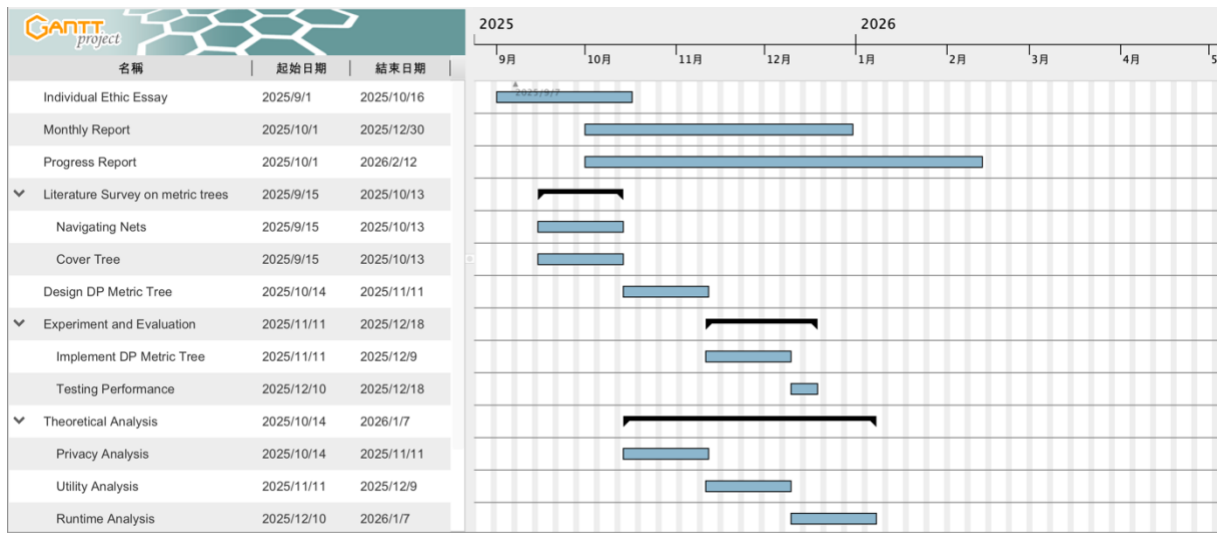 GANTT
project
2025 2026
名稱 起始日期 結束日期 9月 10月 11月 12月 1月 2月 3月 4月 5
2025/9/7
Individual Ethic Essay 2025/9/1 2025/10/16
Monthly Report 2025/10/1 2025/12/30
Progress Report 2025/10/1 2026/2/12
Literature Survey on metric trees 2025/9/15 2025/10/13
Navigating Nets 2025/9/15 2025/10/13
Cover Tree 2025/9/15 2025/10/13
Design DP Metric Tree 2025/10/14 2025/11/11
Experiment and Evaluation 2025/11/11 2025/12/18
Implement DP Metric Tree 2025/11/11 2025/12/9
Testing Performance 2025/12/10 2025/12/18
Theoretical Analysis 2025/10/14 2026/1/7
Privacy Analysis 2025/10/14 2025/11/11
Utility Analysis 2025/11/11 2025/12/9
Runtime Analysis 2025/12/10 2026/1/7